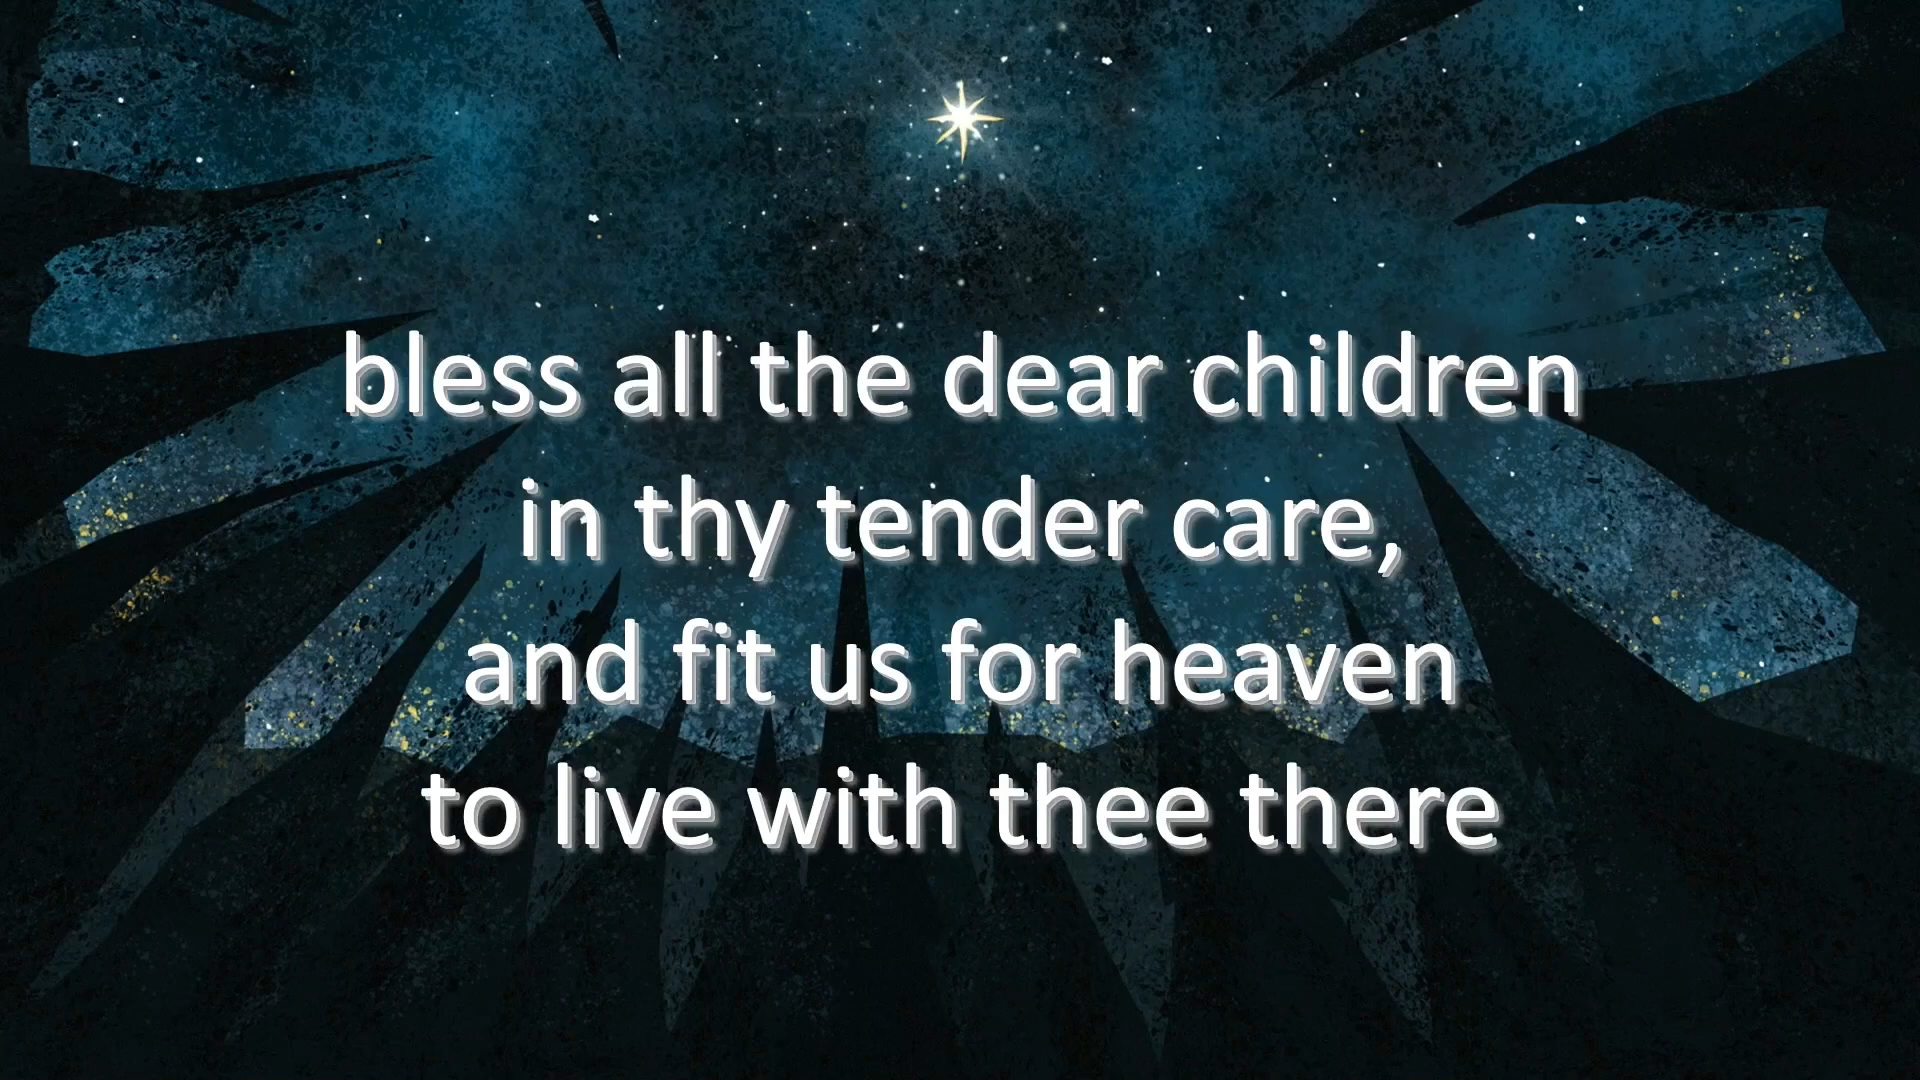 bless all the dear children
in thy tender care,
and fit us for heaven
to live with thee there